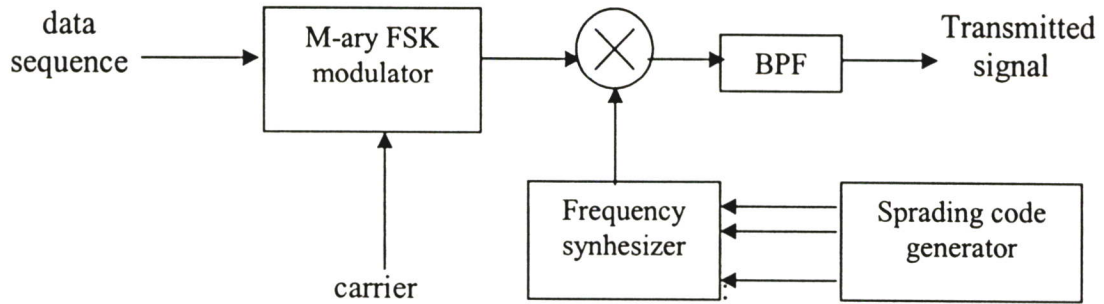 data
sequence
M-ary FSK
modulator
BPF
Transmitted
signal
Frequency
synhesizer
Sprading code
generator
carrier